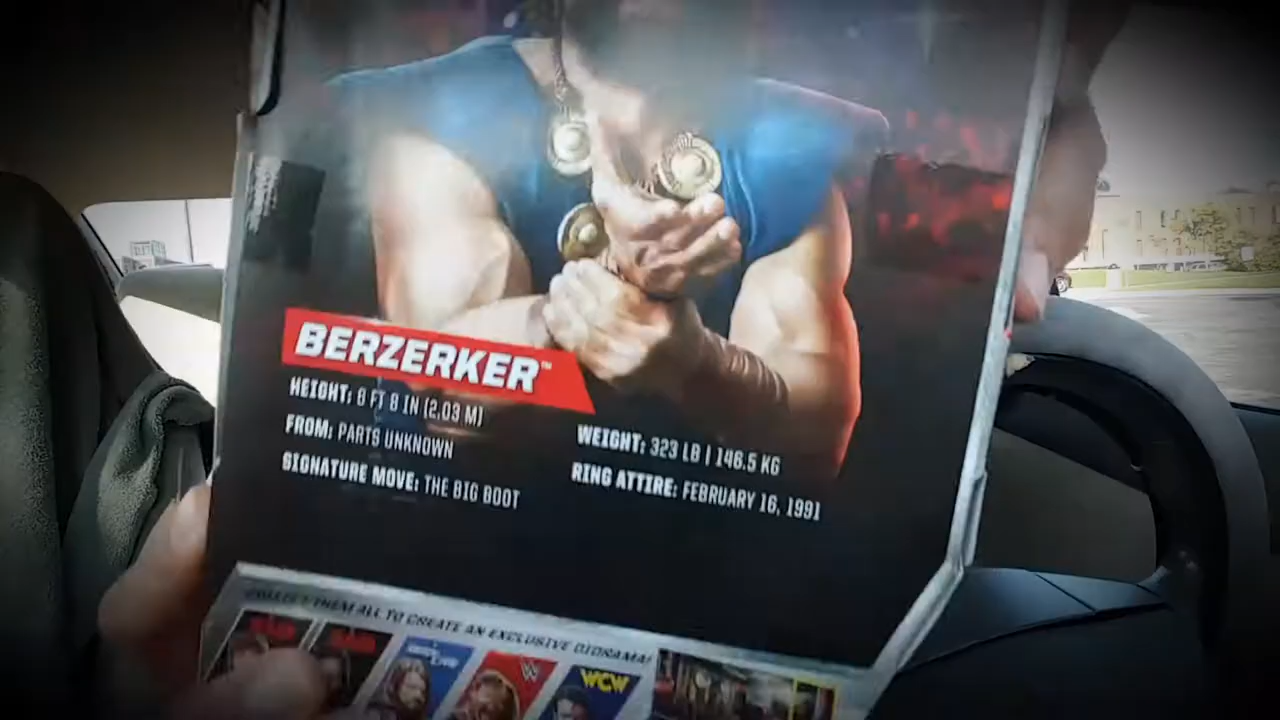 BERZERKER™
HEIGHT: 6 FT 8 IN (2.03 M)
FROM: PARTS UNKNOWN
SIGNATURE MOVE: THE BIG BOOT
WEIGHT: 323 LB | 146.5 KG
RING ATTIRE: FEBRUARY 16, 1991
COLLECT THEM ALL TO CREATE AN EXCLUSIVE DIORAMA!
RAW
W
WCW